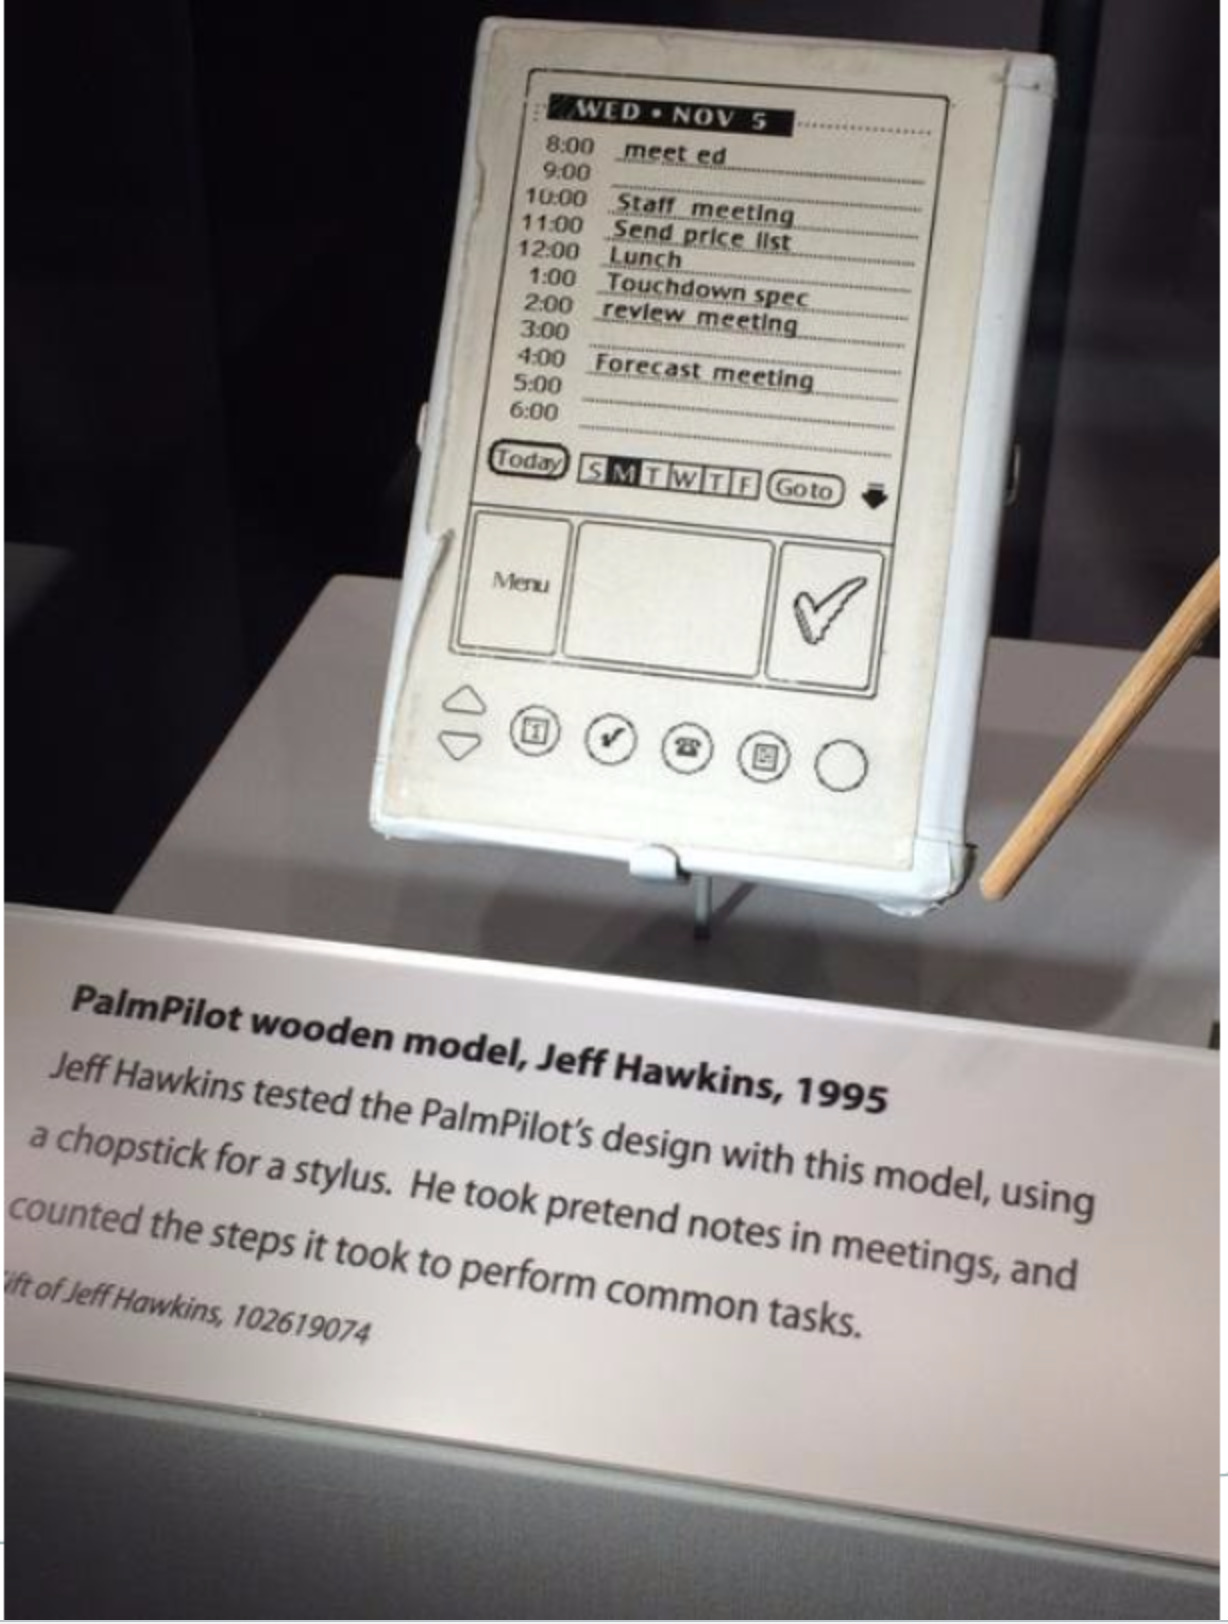 WED • NOV 5
8:00 meet ed
9:00
10:00 Staff meeting
11:00 Send price list
12:00 Lunch
1:00 Touchdown spec
2:00 review meeting
3:00
4:00 Forecast meeting
5:00
6:00
Today S M T W T F Go to
Menu
1
PalmPilot wooden model, Jeff Hawkins, 1995
Jeff Hawkins tested the PalmPilot's design with this model, using
a chopstick for a stylus. He took pretend notes in meetings, and
counted the steps it took to perform common tasks.
ift of Jeff Hawkins, 102619074